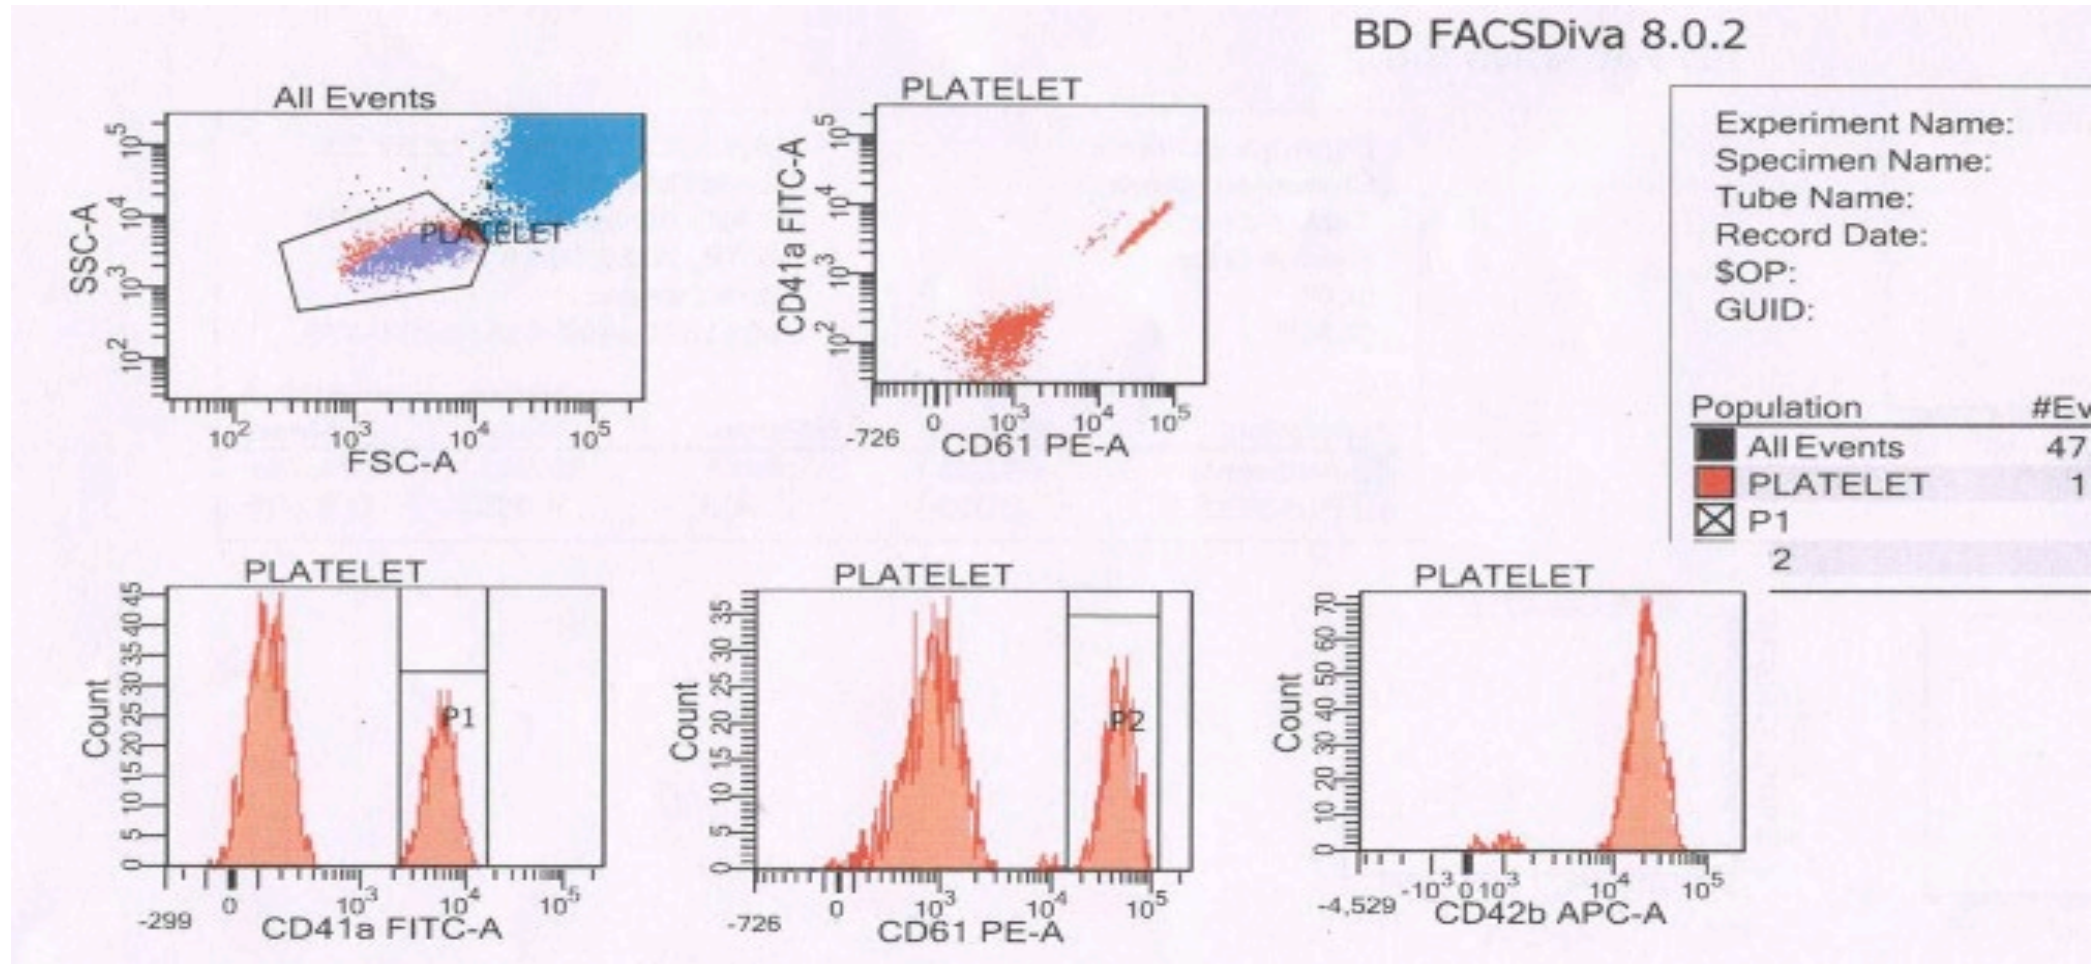 BD FACSDiva 8.0.2
All Events
SSC-A
10^5
10^4
10^3
10^2
PLATELET
10^2 10^3 10^4 10^5
FSC-A
PLATELET
CD41a FITC-A
10^5
10^4
10^3
10^2
-726 0 10^3 10^4 10^5
CD61 PE-A
Experiment Name:
Specimen Name:
Tube Name:
Record Date:
$OP:
GUID:
Population #Ev
All Events 47,
PLATELET 1
P1
2
PLATELET
Count
45
40
35
30
25
20
15
10
5
0
P1
-299 0 10^3 10^4 10^5
CD41a FITC-A
PLATELET
Count
35
30
25
20
15
10
5
0
P2
-726 0 10^3 10^4 10^5
CD61 PE-A
PLATELET
Count
70
60
50
40
30
20
10
0
-4,529 -10^3 0 10^3 10^4 10^5
CD42b APC-A